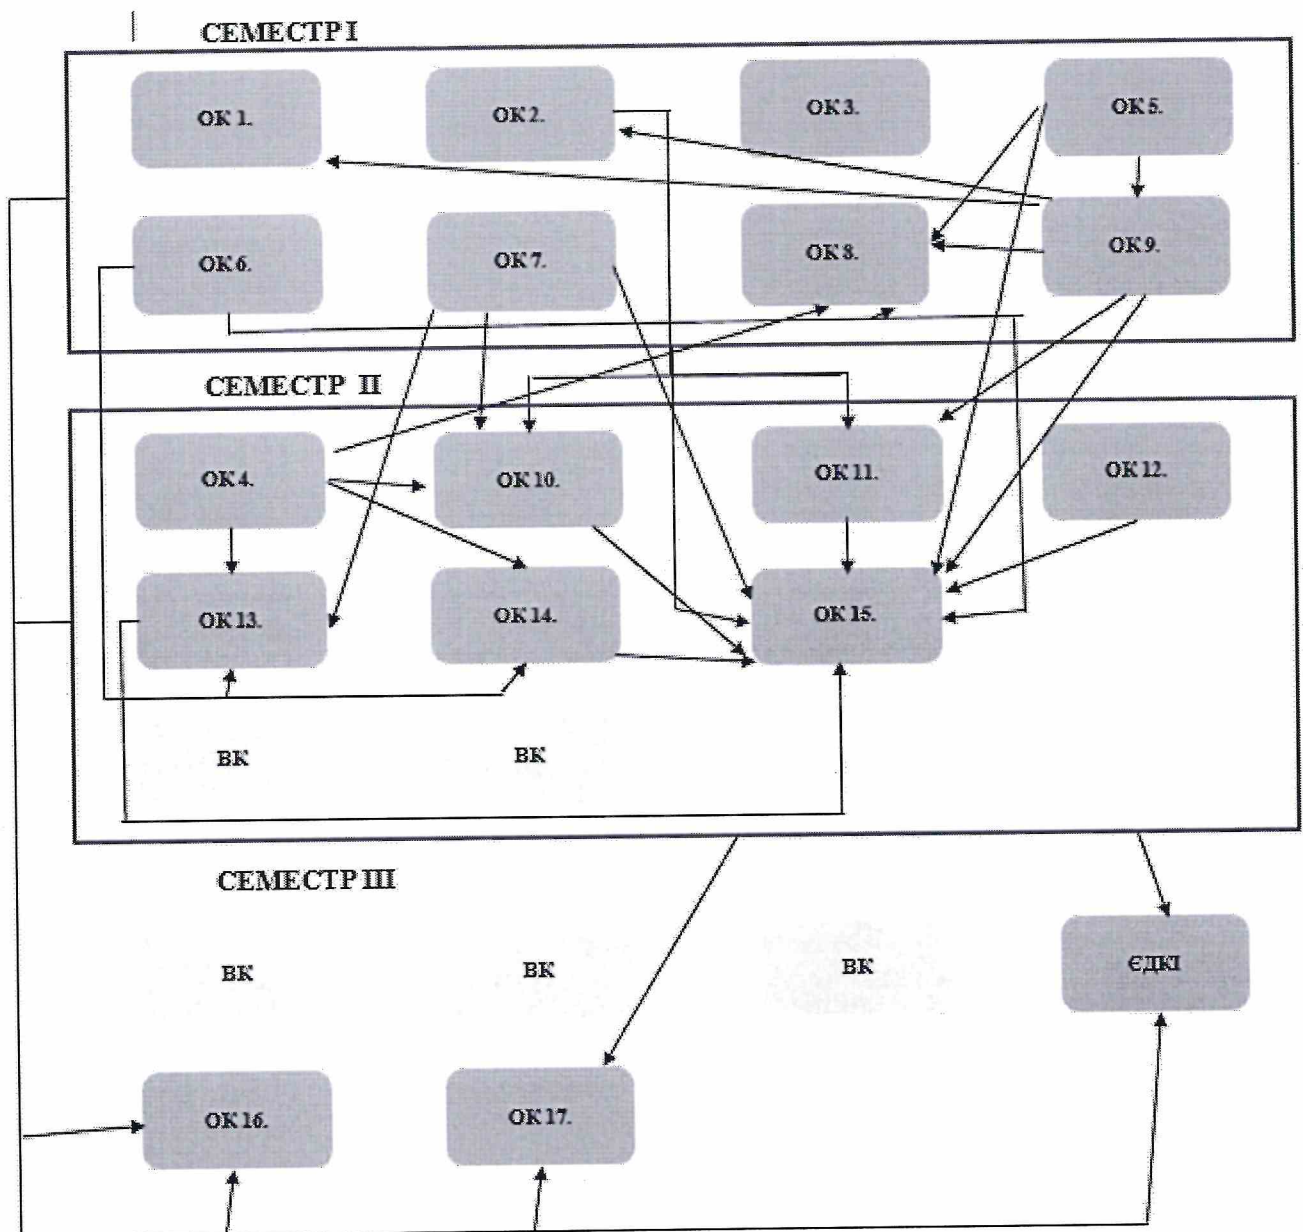 СЕМЕСТР I
ОК 1.
ОК 2.
ОК 3.
ОК 5.
ОК 6.
ОК 7.
ОК 8.
ОК 9.
СЕМЕСТР II
ОК 4.
ОК 10.
ОК 11.
ОК 12.
ОК 13.
ОК 14.
ОК 15.
ВК
ВК
СЕМЕСТР III
ВК
ВК
ВК
ЄДКІ
ОК 16.
ОК 17.